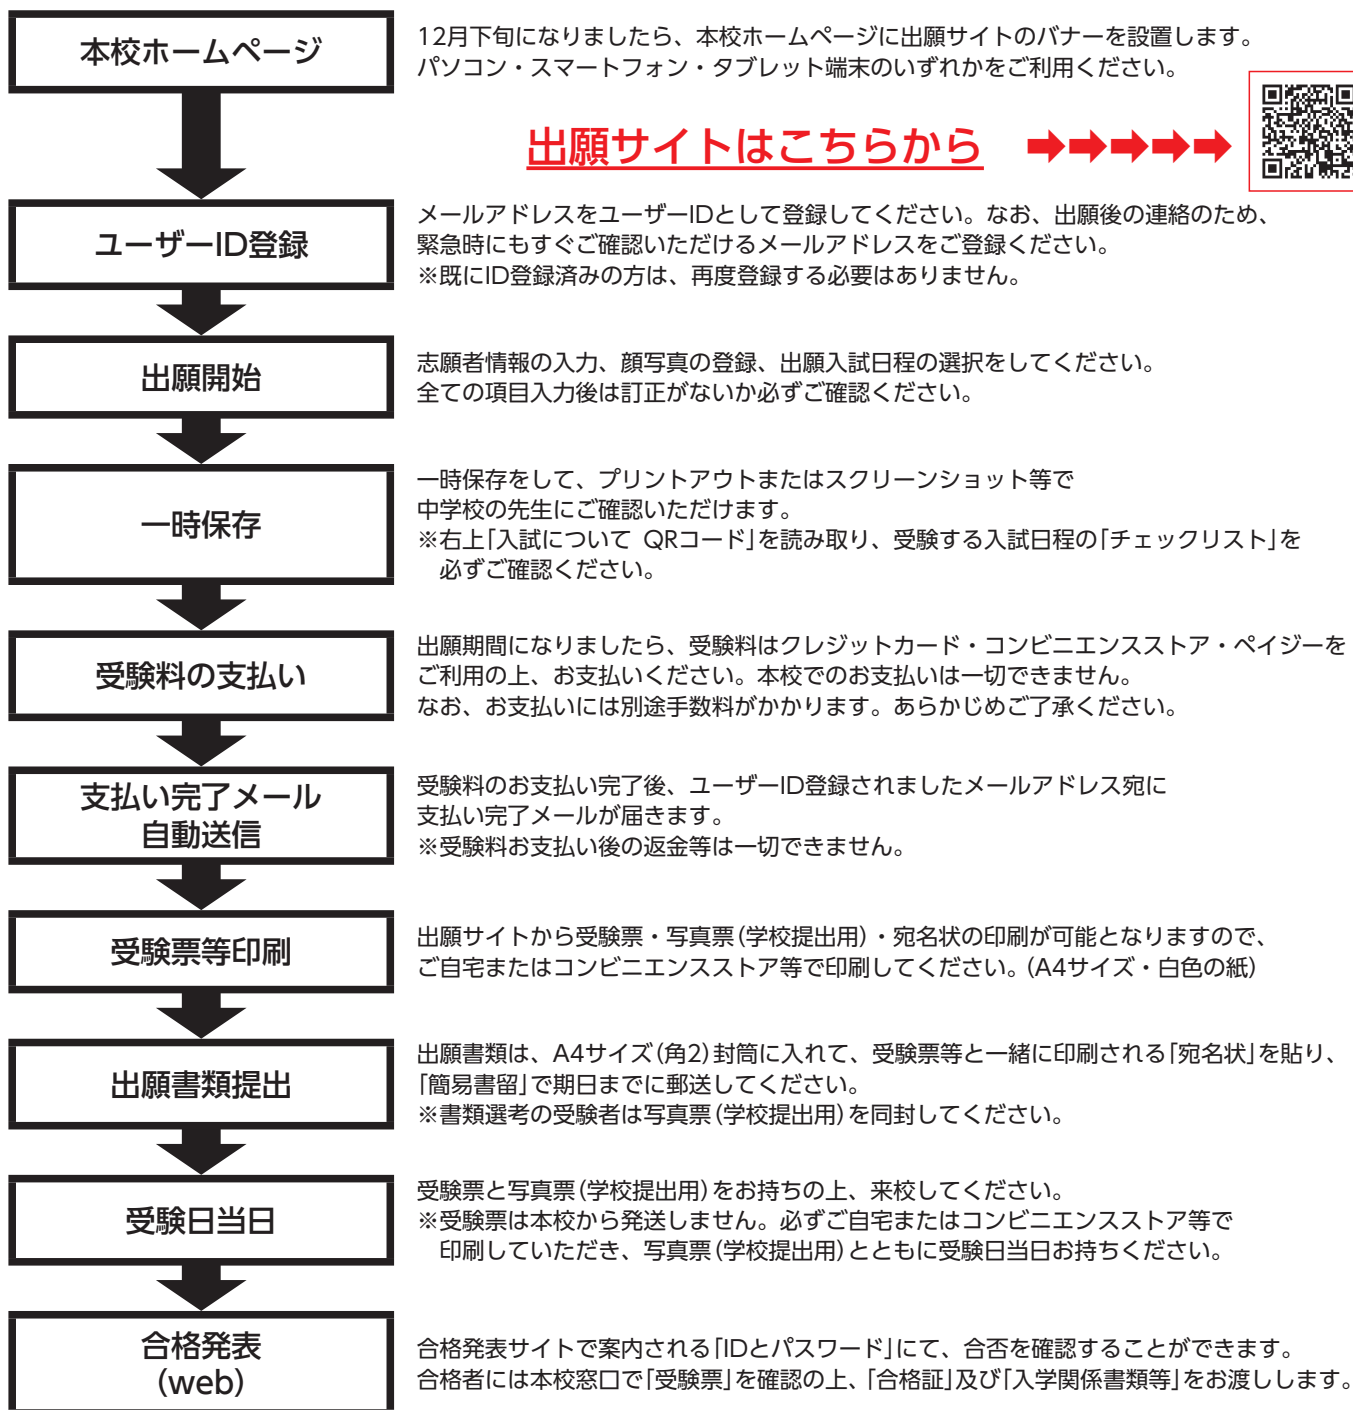 本校ホームページ
12月下旬になりましたら、本校ホームページに出願サイトのバナーを設置します。
パソコン・スマートフォン・タブレット端末のいずれかをご利用ください。
出願サイトはこちらから
ユーザーID登録
メールアドレスをユーザーIDとして登録してください。なお、出願後の連絡のため、
緊急時にもすぐご確認いただけるメールアドレスをご登録ください。
※既にID登録済みの方は、再度登録する必要はありません。
出願開始
志願者情報の入力、顔写真の登録、出願入試日程の選択をしてください。
全ての項目入力後は訂正がないか必ずご確認ください。
一時保存
一時保存をして、プリントアウトまたはスクリーンショット等で
中学校の先生にご確認いただけます。
※右上「入試について QRコード」を読み取り、受験する入試日程の「チェックリスト」を
必ずご確認ください。
受験料の支払い
出願期間になりましたら、受験料はクレジットカード・コンビニエンスストア・ペイジーを
ご利用の上、お支払いください。本校でのお支払いは一切できません。
なお、お支払いには別途手数料がかかります。あらかじめご了承ください。
支払い完了メール
自動送信
受験料のお支払い完了後、ユーザーID登録されましたメールアドレス宛に
支払い完了メールが届きます。
※受験料お支払い後の返金等は一切できません。
受験票等印刷
出願サイトから受験票・写真票(学校提出用)・宛名状の印刷が可能となりますので、
ご自宅またはコンビニエンスストア等で印刷してください。(A4サイズ・白色の紙)
出願書類提出
出願書類は、A4サイズ(角2)封筒に入れて、受験票等と一緒に印刷される「宛名状」を貼り、
「簡易書留」で期日までに郵送してください。
※書類選考の受験者は写真票(学校提出用)を同封してください。
受験日当日
受験票と写真票(学校提出用)をお持ちの上、来校してください。
※受験票は本校から発送しません。必ずご自宅またはコンビニエンスストア等で
印刷していただき、写真票(学校提出用)とともに受験日当日お持ちください。
合格発表
(web)
合格発表サイトで案内される「IDとパスワード」にて、合否を確認することができます。
合格者には本校窓口で「受験票」を確認の上、「合格証」及び「入学関係書類等」をお渡しします。